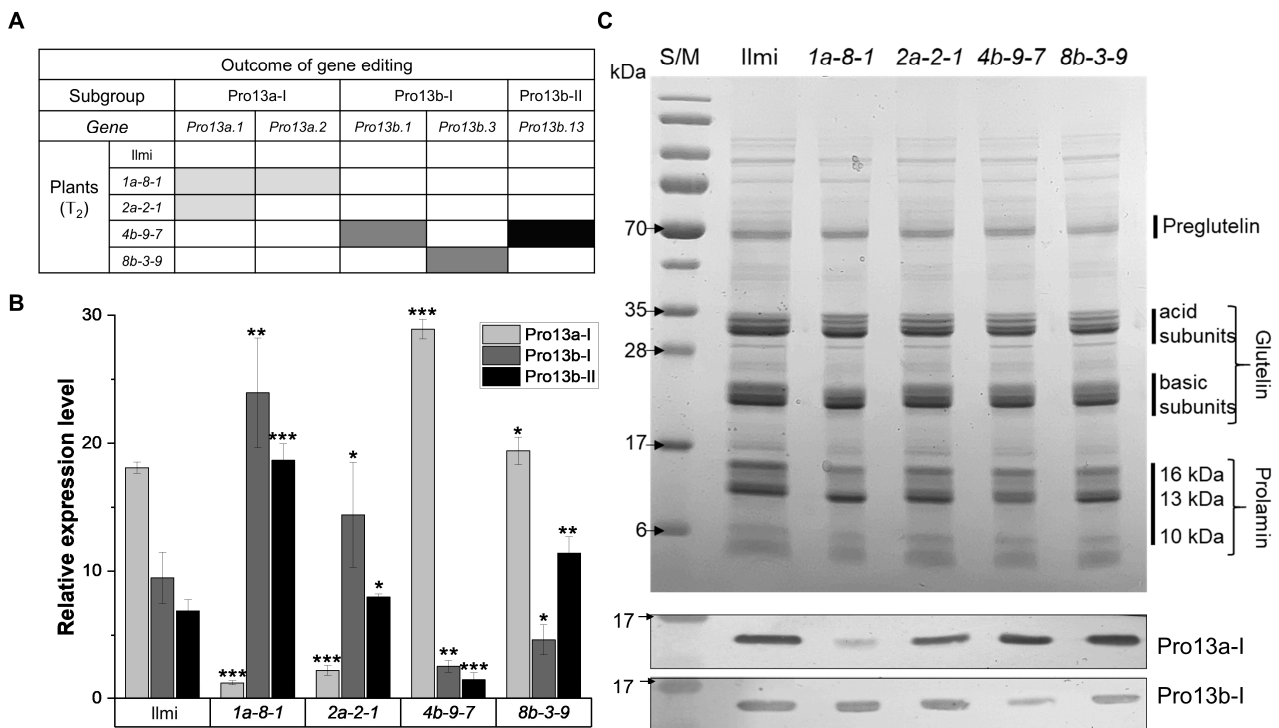 A
Outcome of gene editing
Subgroup Pro13a-I Pro13b-I Pro13b-II
Gene Pro13a.1 Pro13a.2 Pro13b.1 Pro13b.3 Pro13b.13
Plants
(T2)
Ilmi
1a-8-1
2a-2-1
4b-9-7
8b-3-9
B
Relative expression level
30
20
10
0
Pro13a-I
Pro13b-I
Pro13b-II
*** ** ***
*** * *
*** ** ***
* * **
Ilmi 1a-8-1 2a-2-1 4b-9-7 8b-3-9
C
kDa S/M Ilmi 1a-8-1 2a-2-1 4b-9-7 8b-3-9
70
35
28
17
6
Preglutelin
acid
subunits
basic
subunits
Glutelin
16 kDa
13 kDa
10 kDa
Prolamin
17
Pro13a-I
17
Pro13b-I